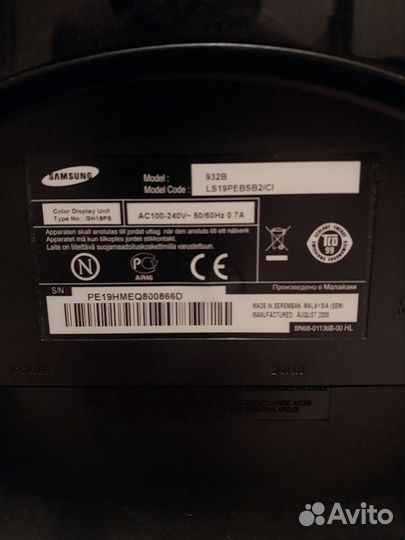 SAMSUNG
Model : 932B
Model Code : LS19PEBSB2/CI
Color Display Unit
Type No.: GH19PS
AC100-240V~ 50/60Hz 0.7A
Apparaten skall anslutas till jordat uttag när den ansluts till ett nätverk
Apparatet må kun tilkoples jordet stikkontakt.
Laite on liitettävä suojamaadoituskoskettimilla varustettuun.
TCO
99
N
AR46
Произведено в Малайзии
S/N
PE19HMEQ800866D
MADE IN SEREMBAN, MALAYSIA (SEM)
MANUFACTURED: AUGUST 2008
BN68-01136B-00 HL
POWER
Avito